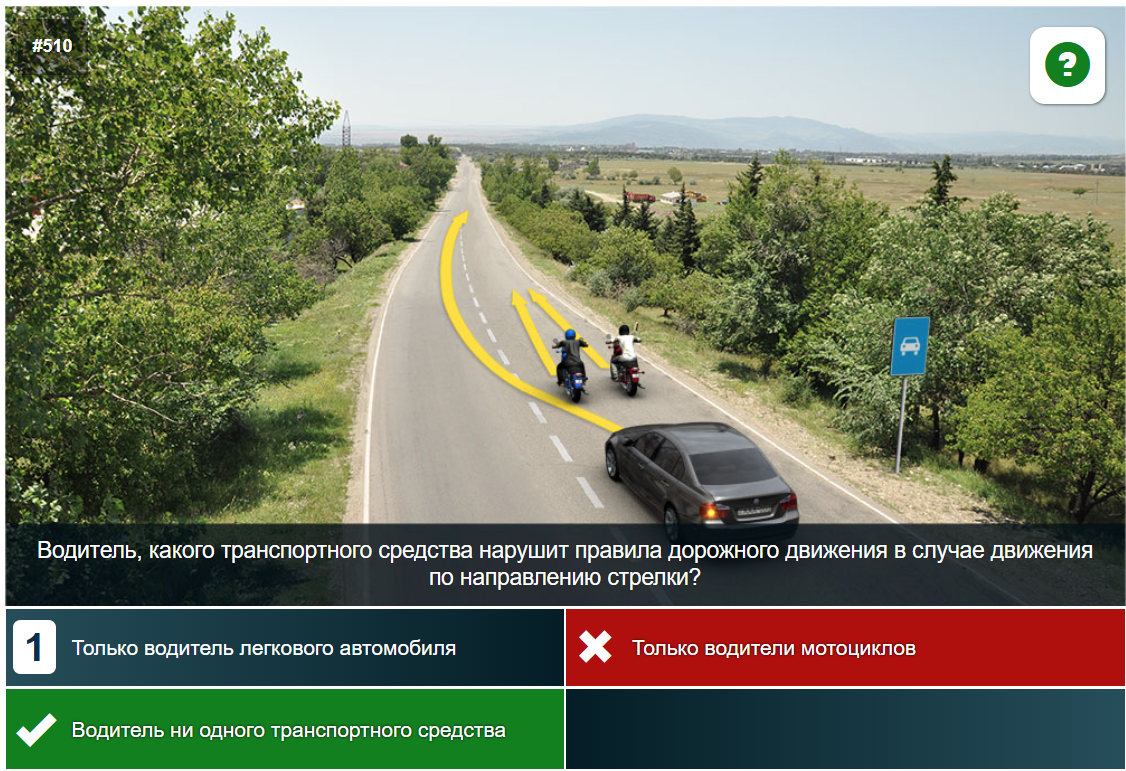 #510
?
Водитель, какого транспортного средства нарушит правила дорожного движения в случае движения
по направлению стрелки?
1 Только водитель легкового автомобиля
Только водители мотоциклов
Водитель ни одного транспортного средства